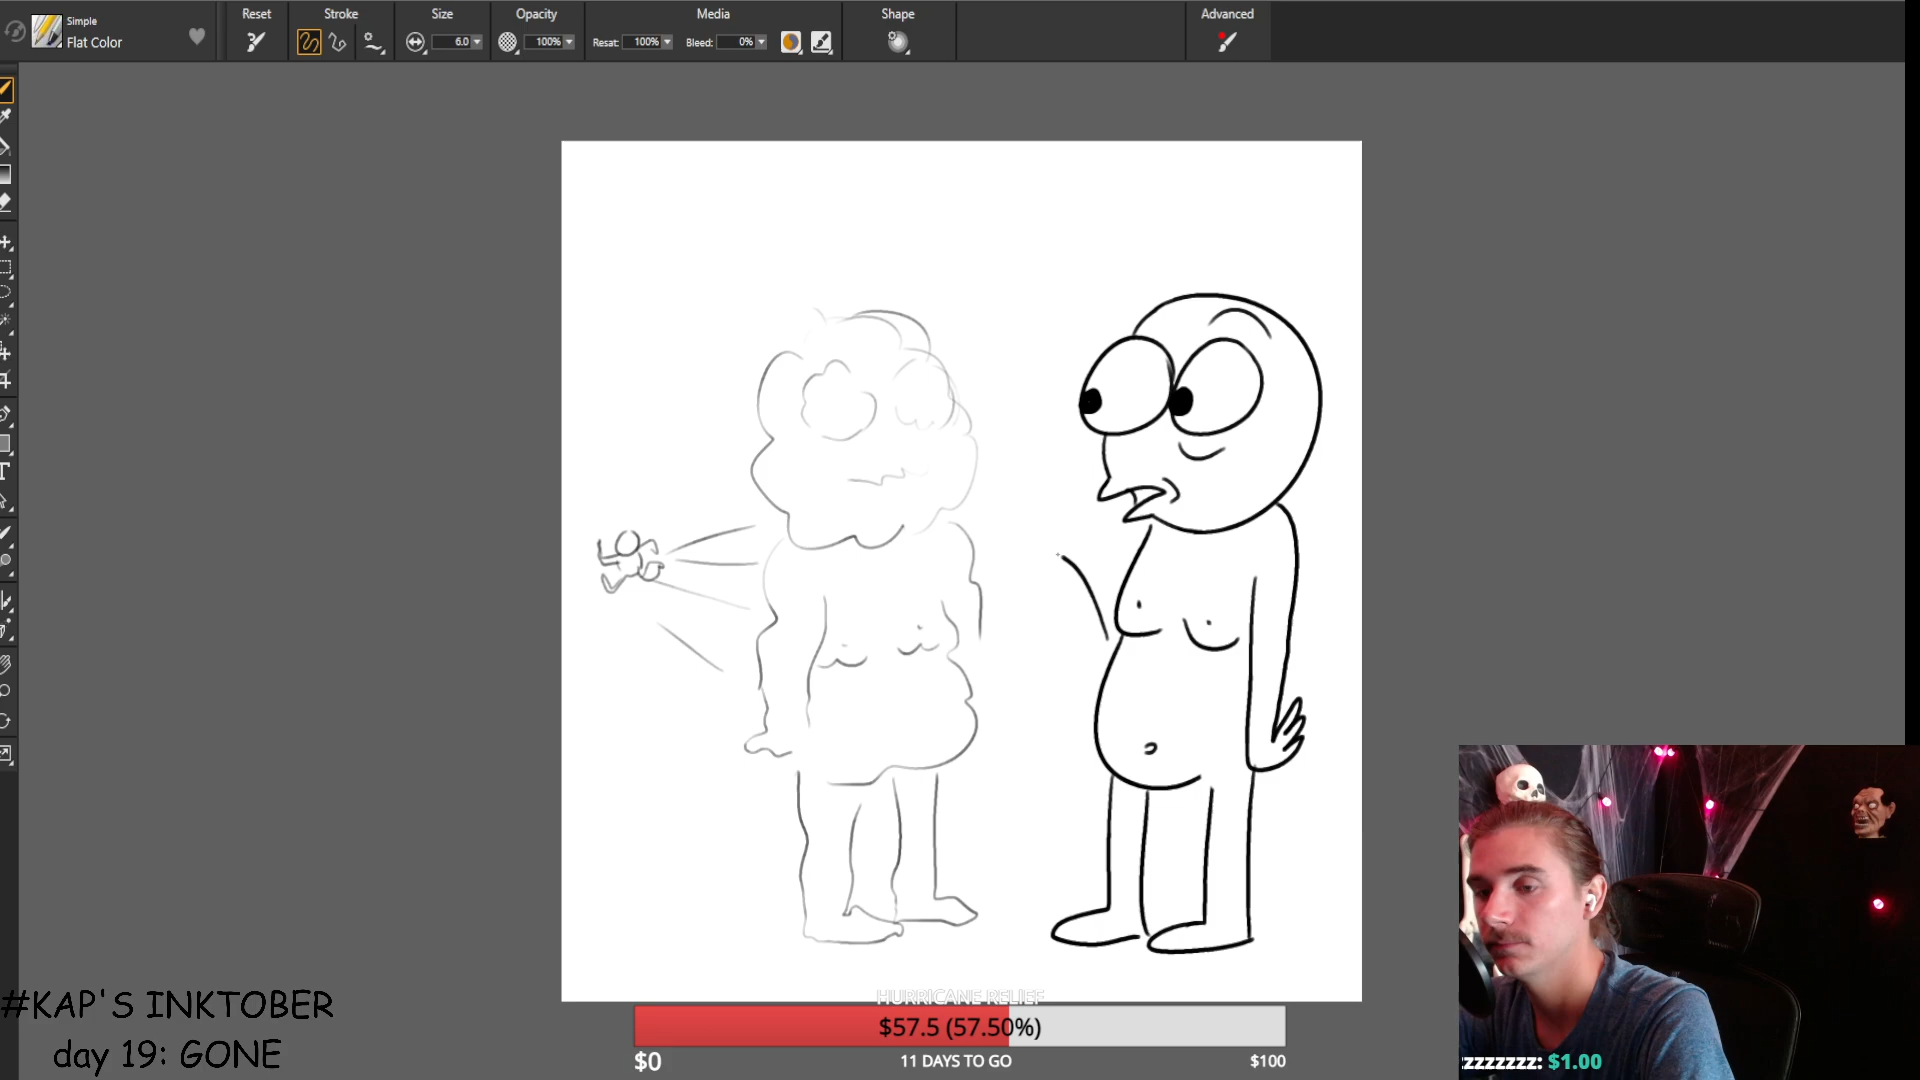 Simple
Flat Color
Reset
Stroke
Size
6.0
Opacity
100%
Media
Resat: 100%
Bleed: 0%
Shape
Advanced
T
#KAP'S INKTOBER
day 19: GONE
HURRICANE RELIEF
$57.5 (57.50%)
$0
11 DAYS TO GO
$100
zzzzzzzz: $1.00